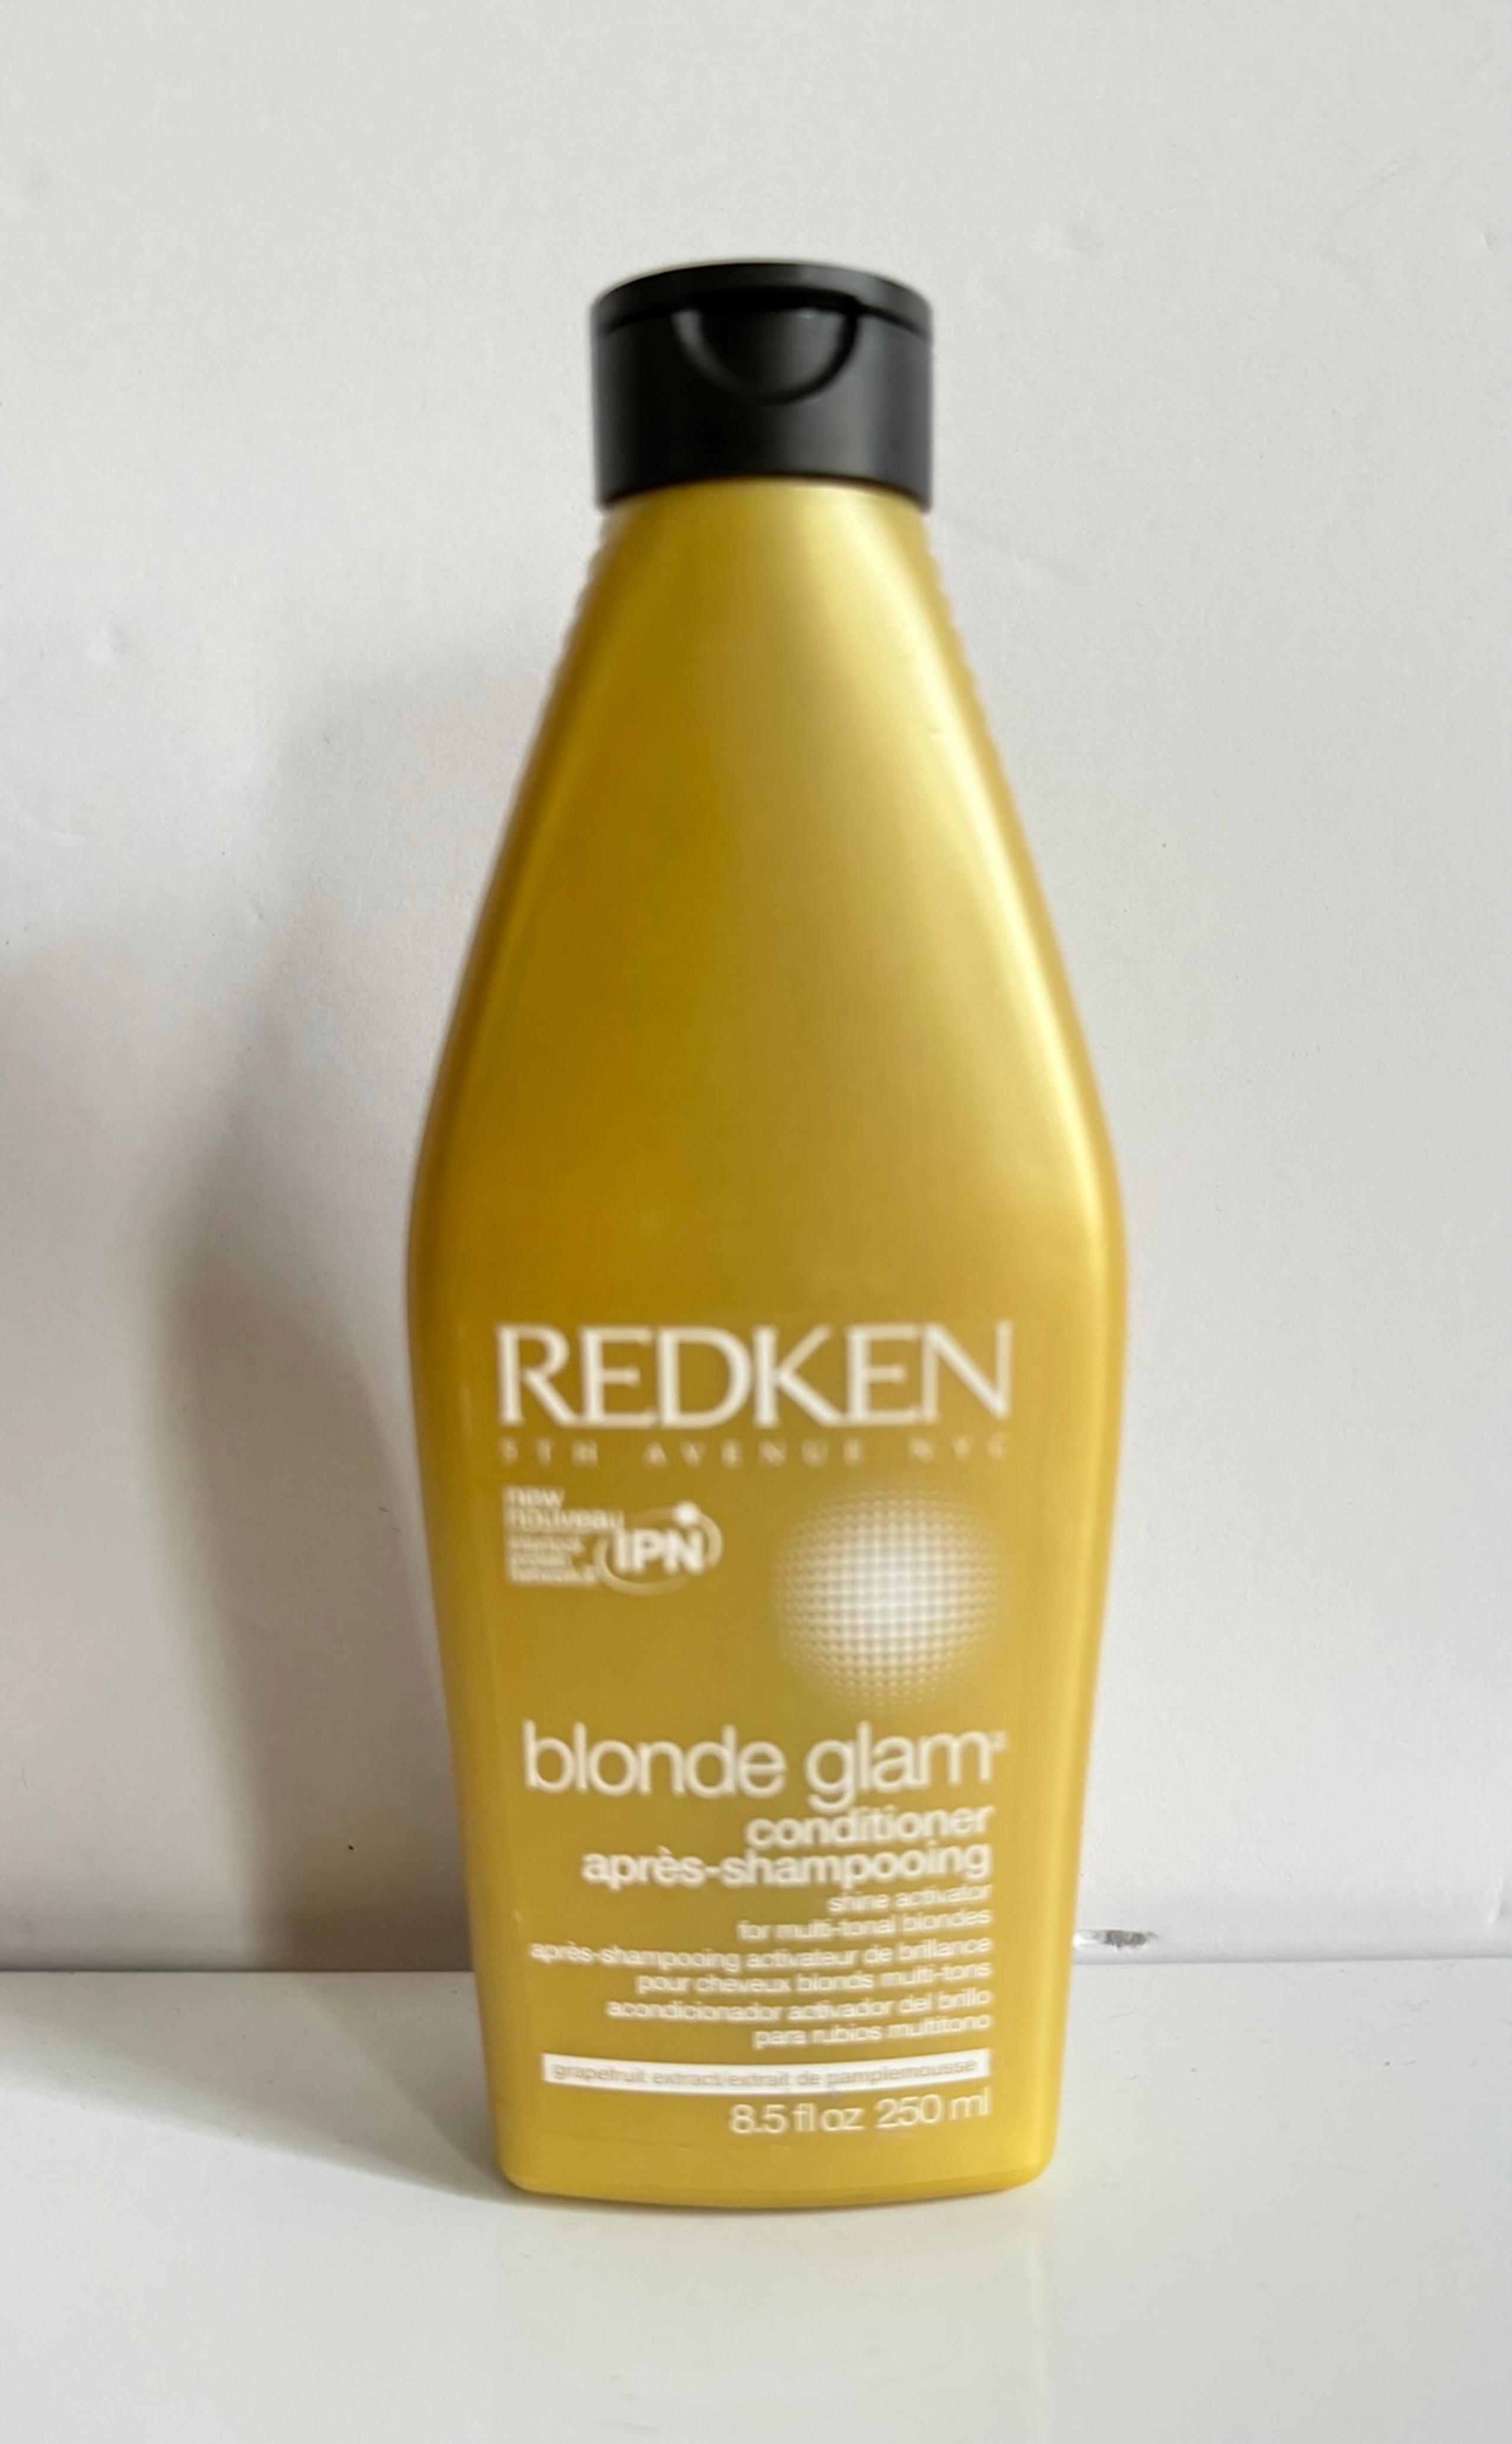 REDKEN
5TH AVENUE NYC
new
nouveau
IPN
blonde glam
conditioner
après-shampooing
shine activator
for multi-tonal blondes
après-shampooing activateur de brillance
pour cheveux blonds multi-tons
acondicionador activador del brillo
para rubios multitono
grapefruit extract/extrait de pamplemousse
8.5 fl oz 250 ml